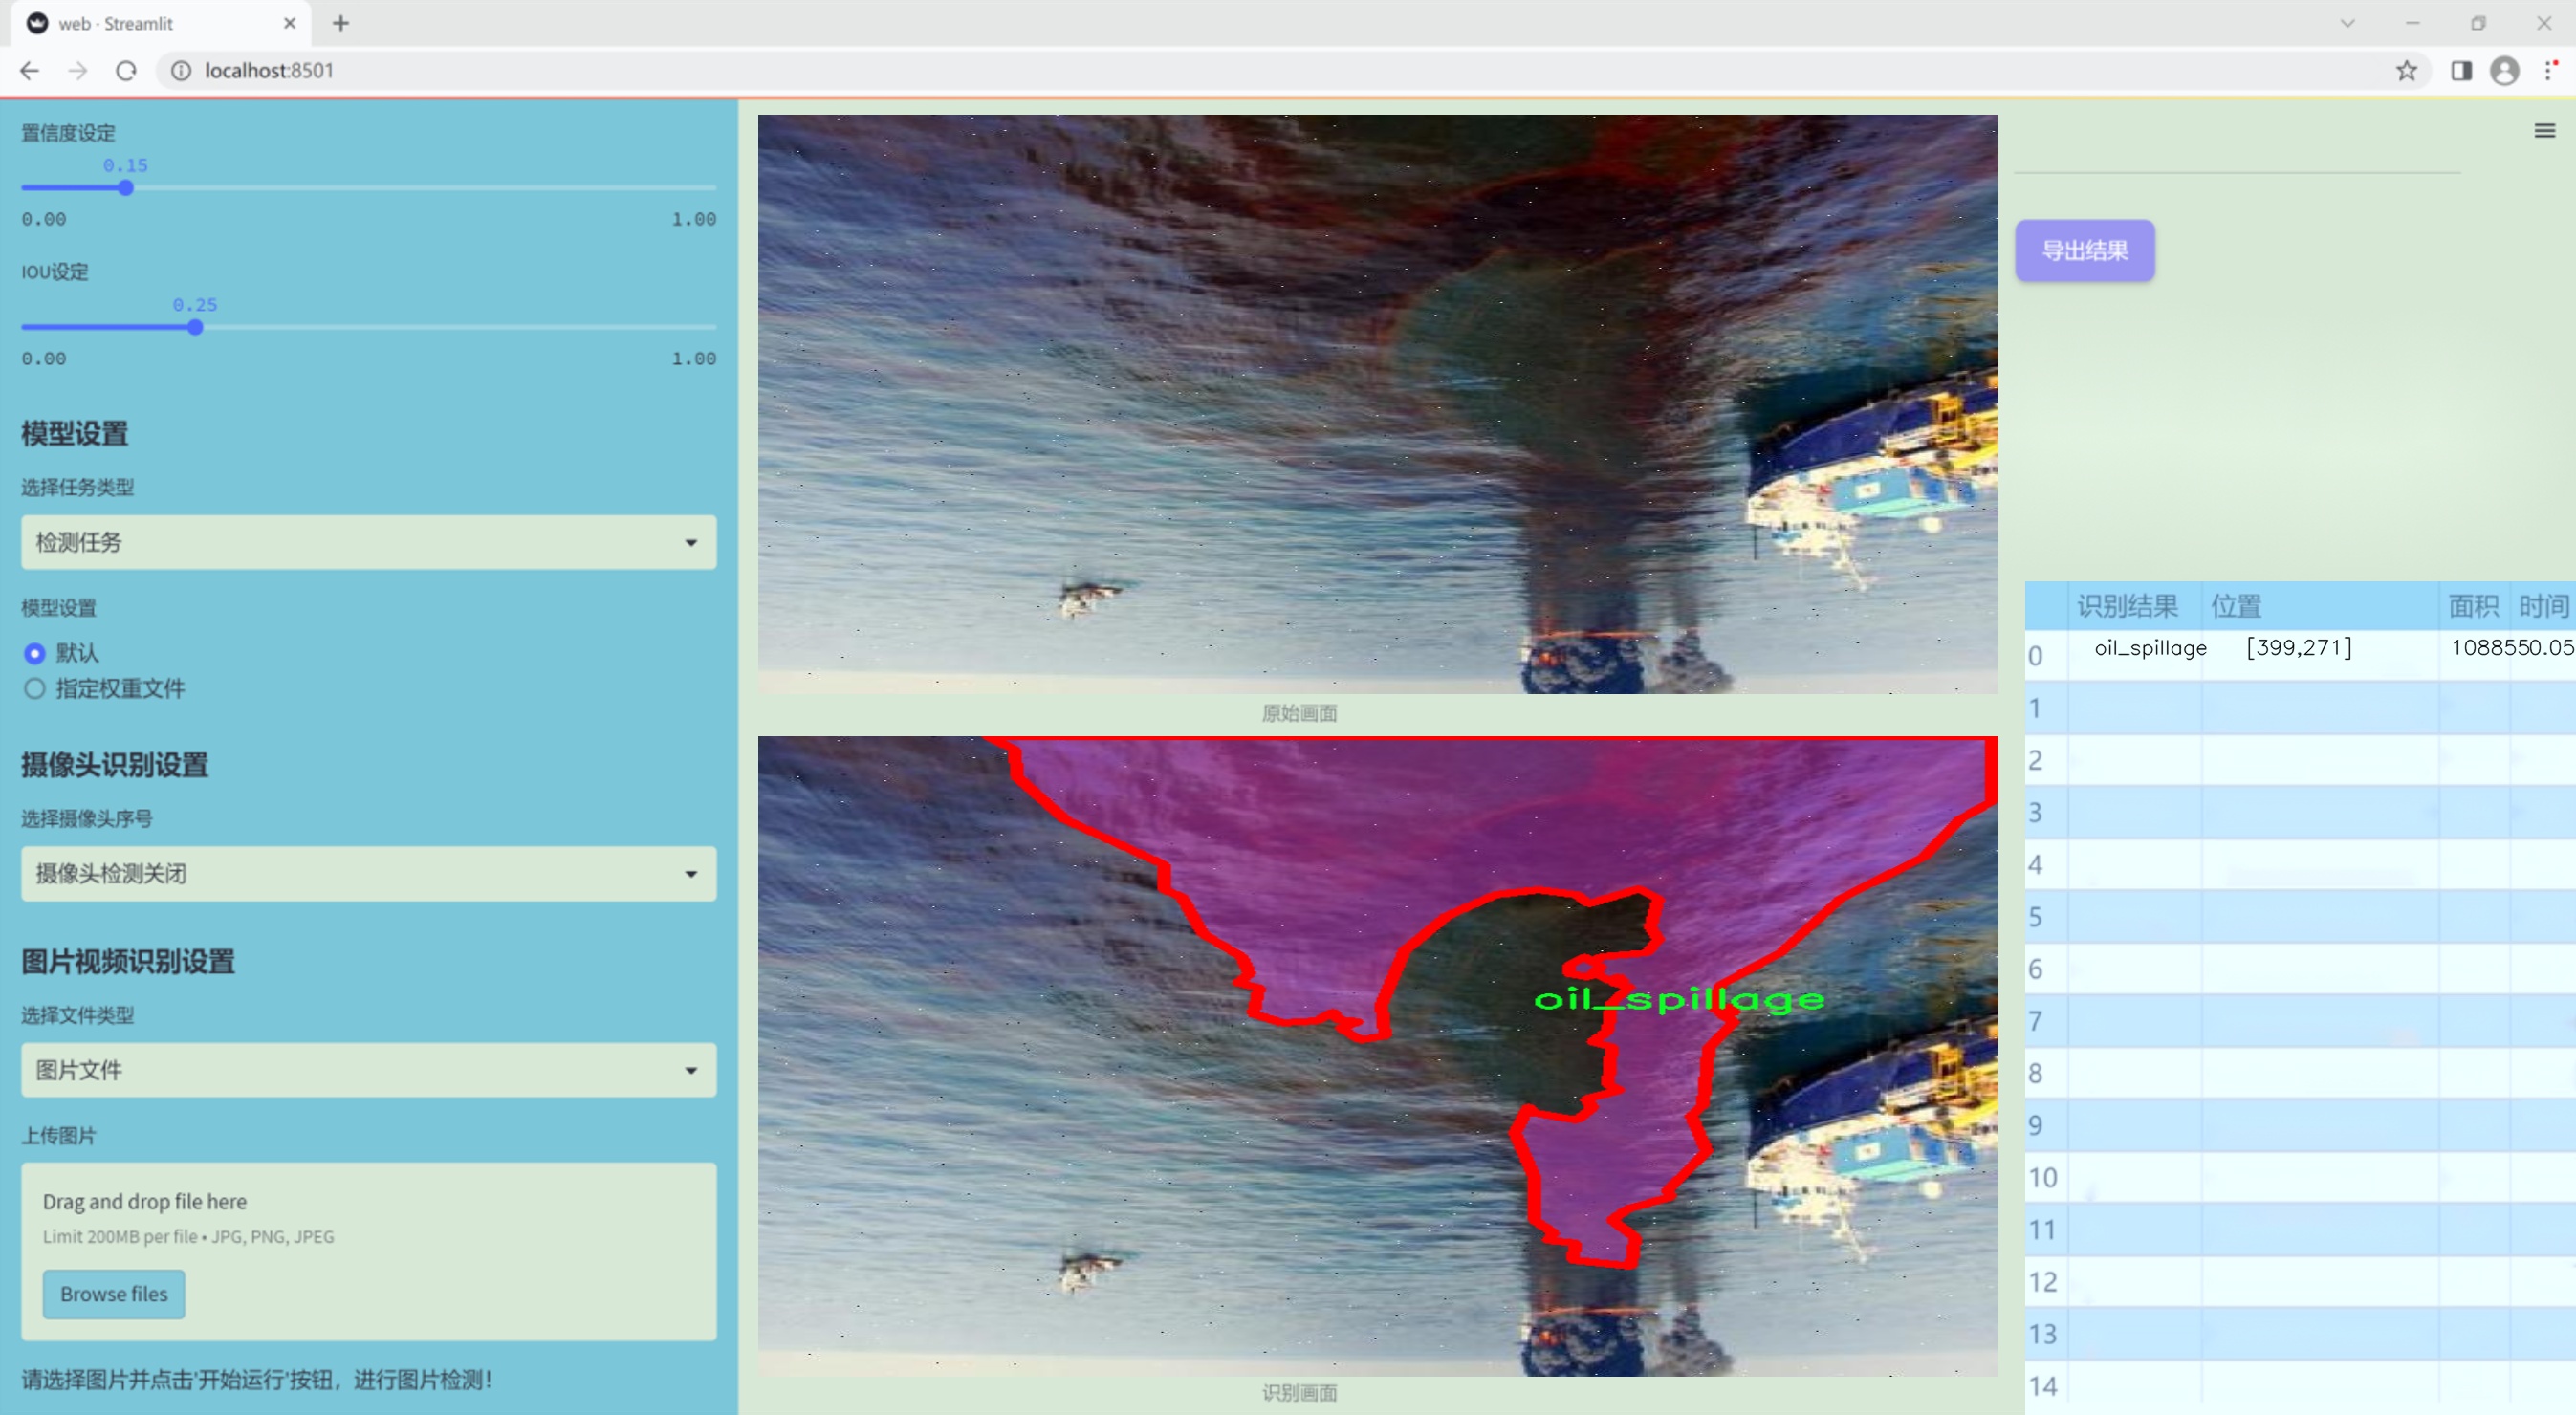 web · Streamlit
localhost:8501
置信度设定
0.15
0.00 1.00
IOU设定
0.25
0.00 1.00
模型设置
选择任务类型
检测任务
模型设置
默认
指定权重文件
摄像头识别设置
选择摄像头序号
摄像头检测关闭
图片视频识别设置
选择文件类型
图片文件
上传图片
Drag and drop file here
Limit 200MB per file • JPG, PNG, JPEG
Browse files
请选择图片并点击'开始运行'按钮，进行图片检测！
原始画面
oil_spillage
识别画面
导出结果
识别结果 位置 面积 时间
0 oil_spillage [399,271] 1088550.05
1
2
3
4
5
6
7
8
9
10
11
12
13
14